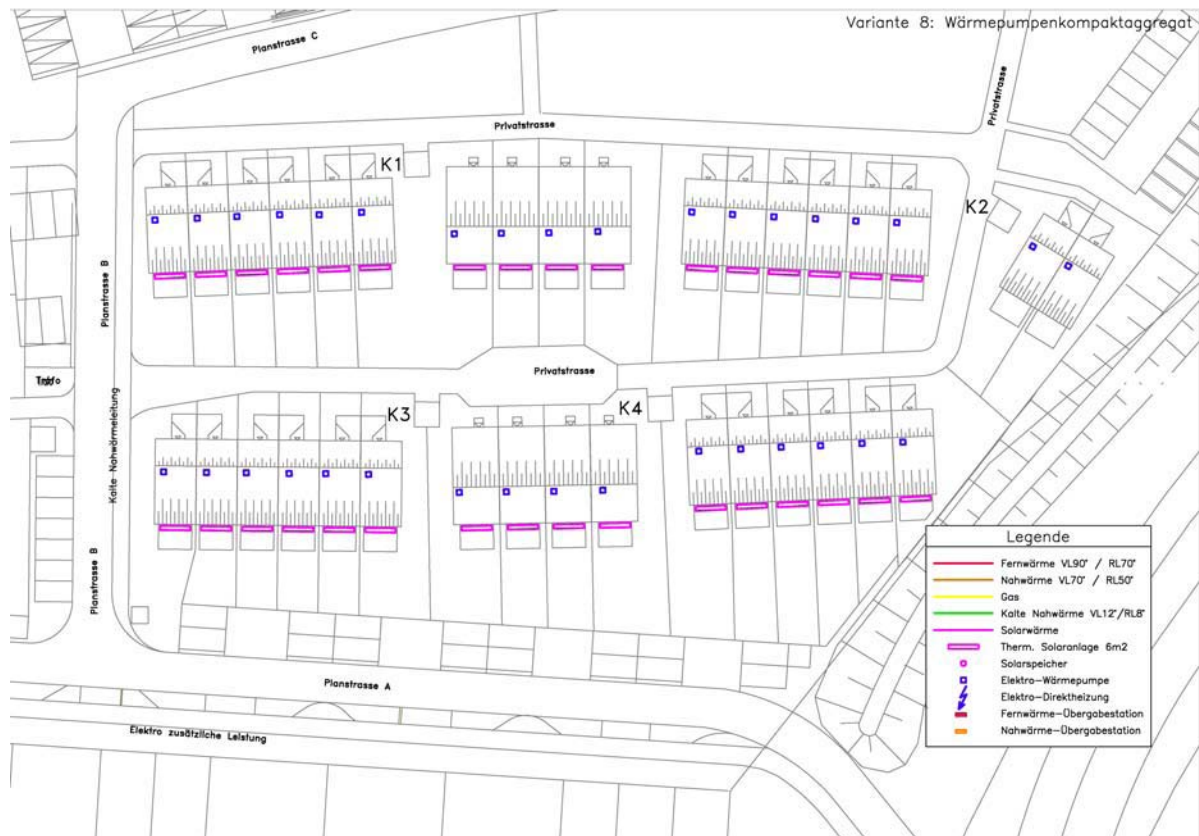 Variante 8: Wärmepumpenkompaktaggregat
Planstrasse C
Privatstrasse
Privatstrasse
K1
K2
Planstrasse B
Privatstrasse
Kalte Nahwärmeleitung
K3
K4
Planstrasse B
Planstrasse A
Elektro zusätzliche Leistung
Legende
Fernwärme VL90° / RL70°
Nahwärme VL70° / RL50°
Gas
Kalte Nahwärme VL12°/RL8°
Solarwärme
Therm. Solaranlage 6m2
Solarspeicher
Elektro-Wärmepumpe
Elektro-Direktheizung
Fernwärme-Übergabestation
Nahwärme-Übergabestation